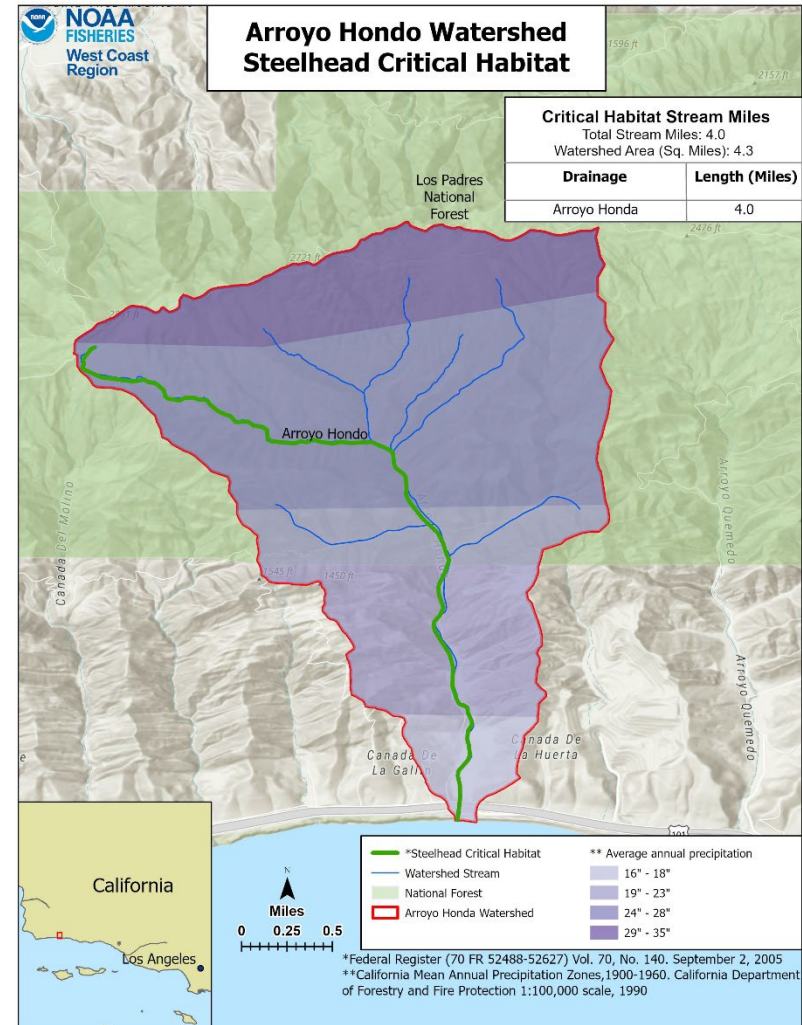 NOAA
FISHERIES
West Coast
Region
Arroyo Hondo Watershed
Steelhead Critical Habitat
1596 ft
2157 ft
Critical Habitat Stream Miles
Total Stream Miles: 4.0
Watershed Area (Sq. Miles): 4.3
Drainage Length (Miles)
Arroyo Honda 4.0
Los Padres
National
Forest
2476 ft
2721 ft
Arroyo Hondo
Canada Del Molino
Arroyo Quemedo
1545 ft
1450 ft
Arroyo Quemedo
Canada De
Canada De
La Huerta
101
California
Los Angeles
N
Miles
0 0.25 0.5
*Steelhead Critical Habitat
Watershed Stream
National Forest
Arroyo Honda Watershed
** Average annual precipitation
16" - 18"
19" - 23"
24" - 28"
29" - 35"
*Federal Register (70 FR 52488-52627) Vol. 70, No. 140. September 2, 2005
**California Mean Annual Precipitation Zones,1900-1960. California Department
of Forestry and Fire Protection 1:100,000 scale, 1990